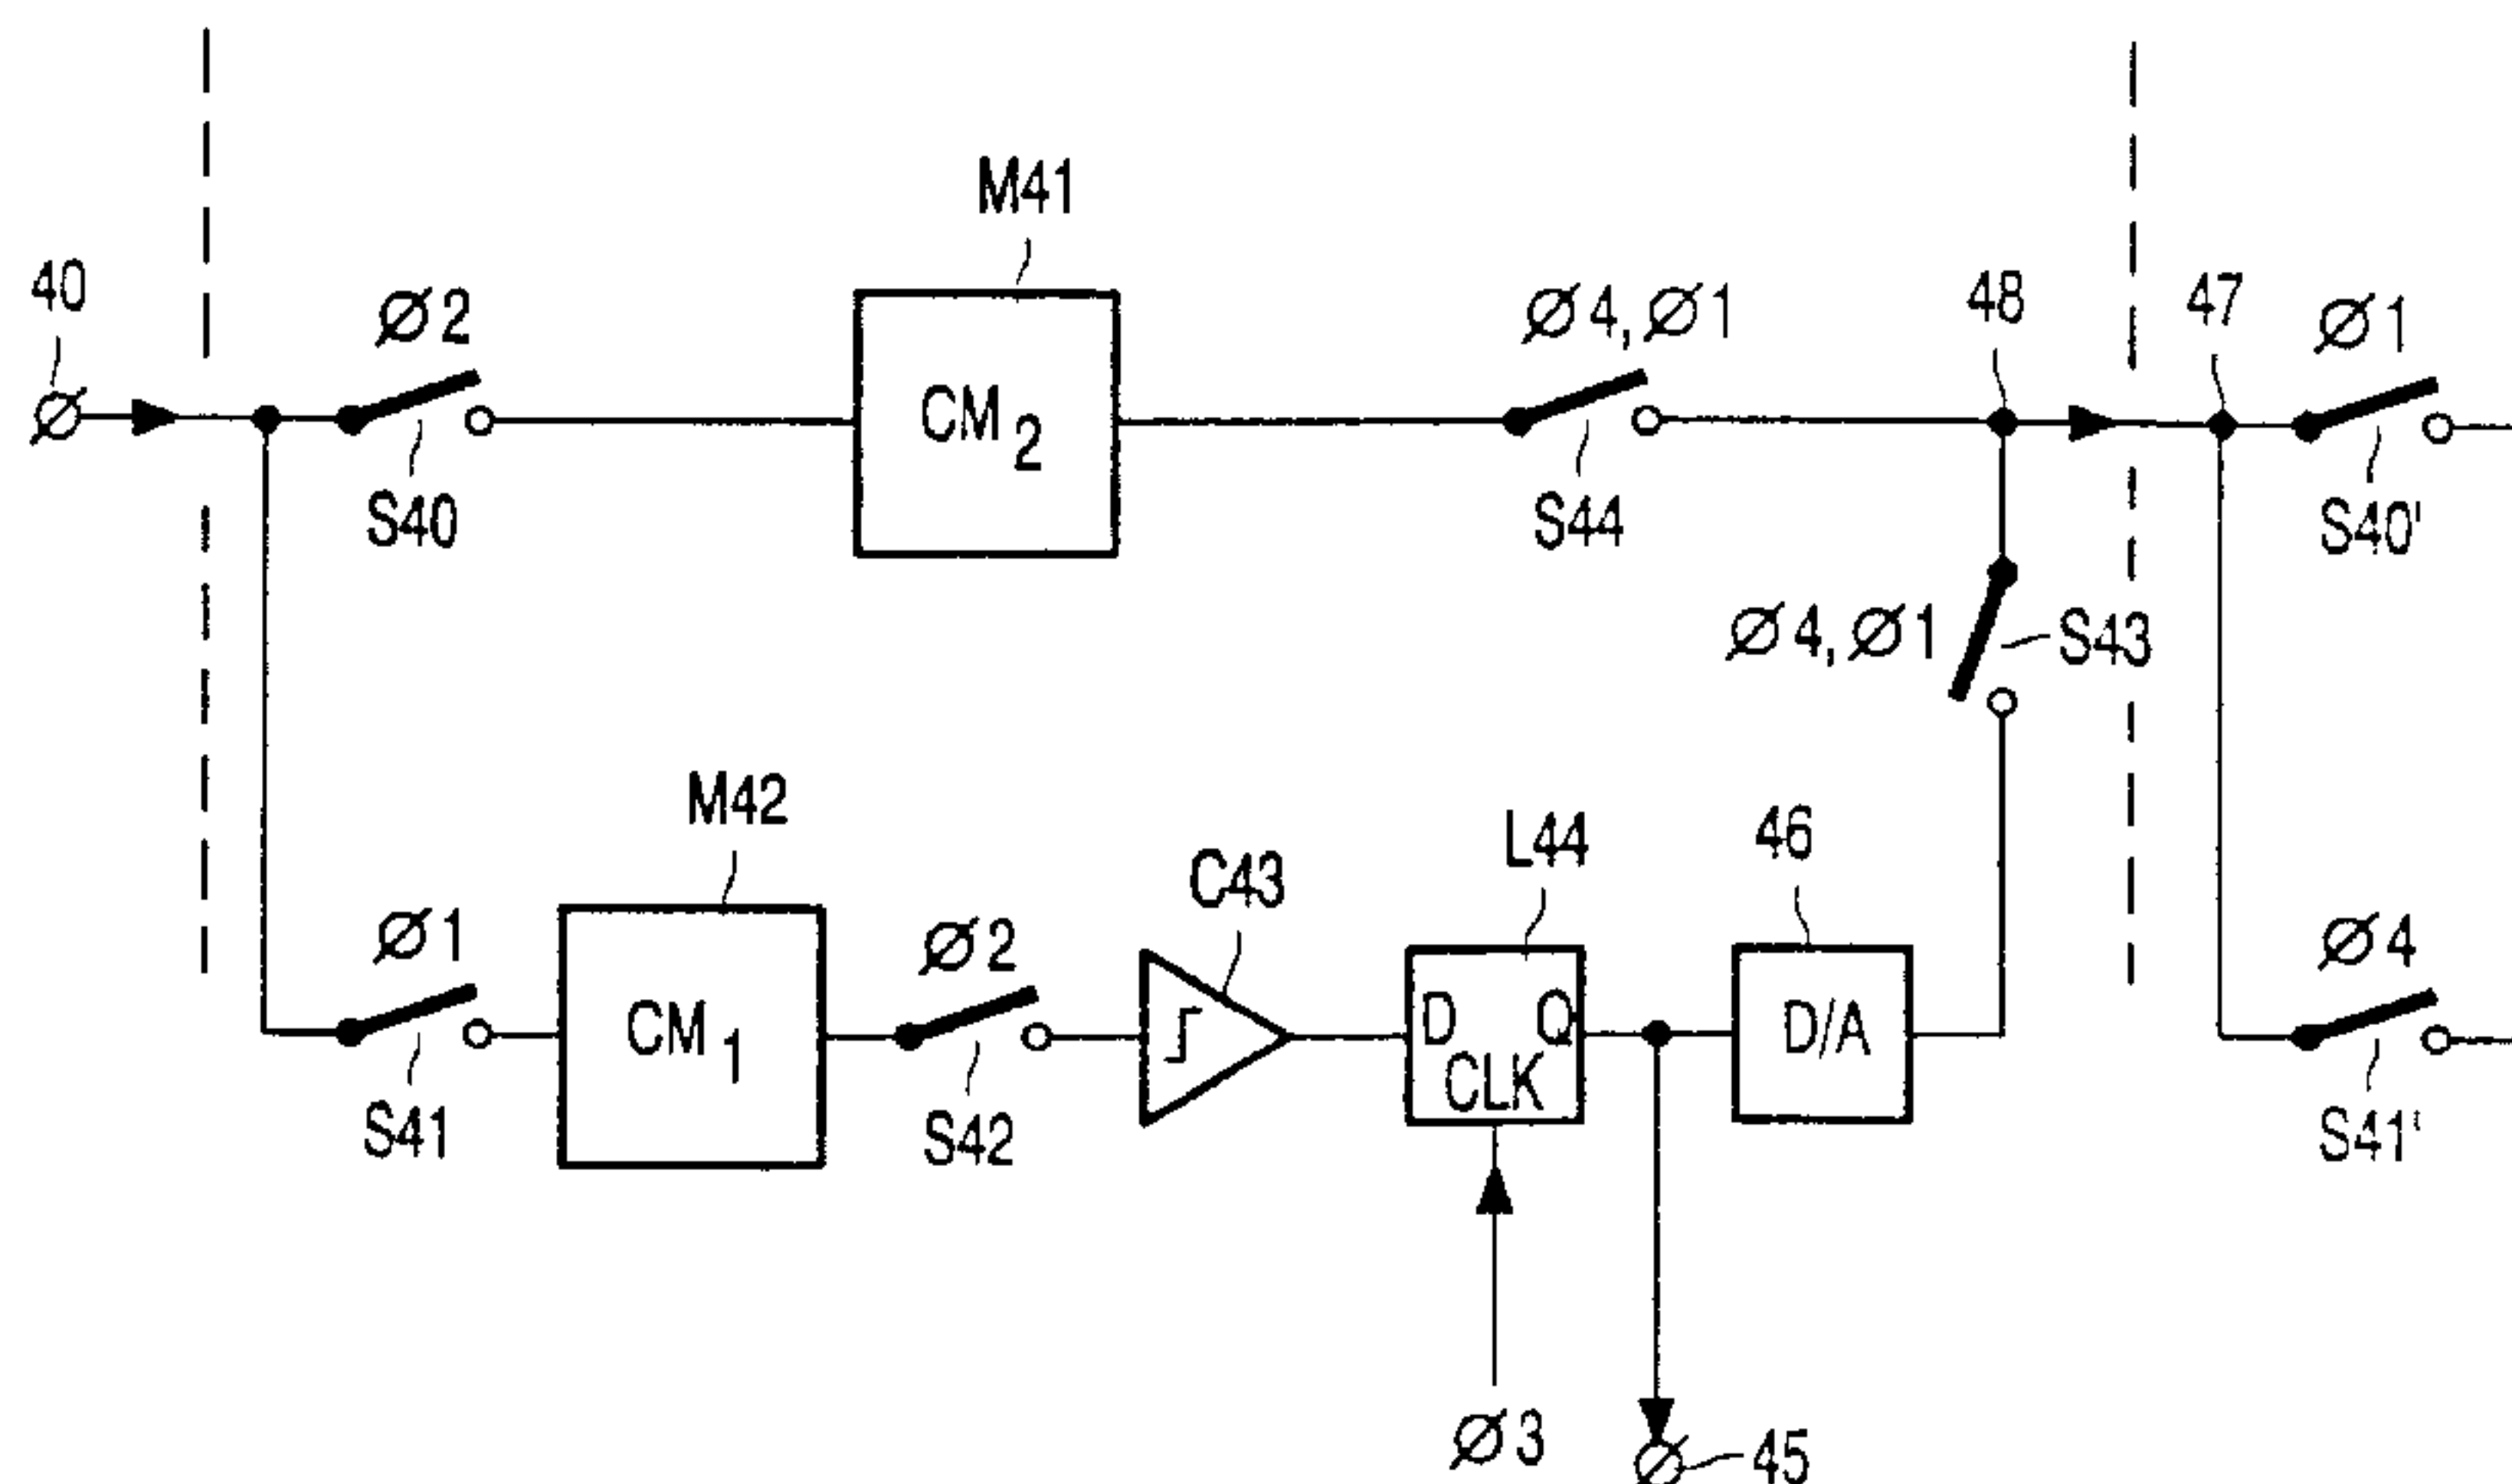 M41
40
Ø2
CM2
Ø4, Ø1
48
47
Ø1
S40
S44
S40'
Ø4, Ø1
S43
M42
L44
46
C43
Ø1
Ø2
Ø4
CM1
D Q
CLK
D/A
S41
S42
S41'
Ø3
45